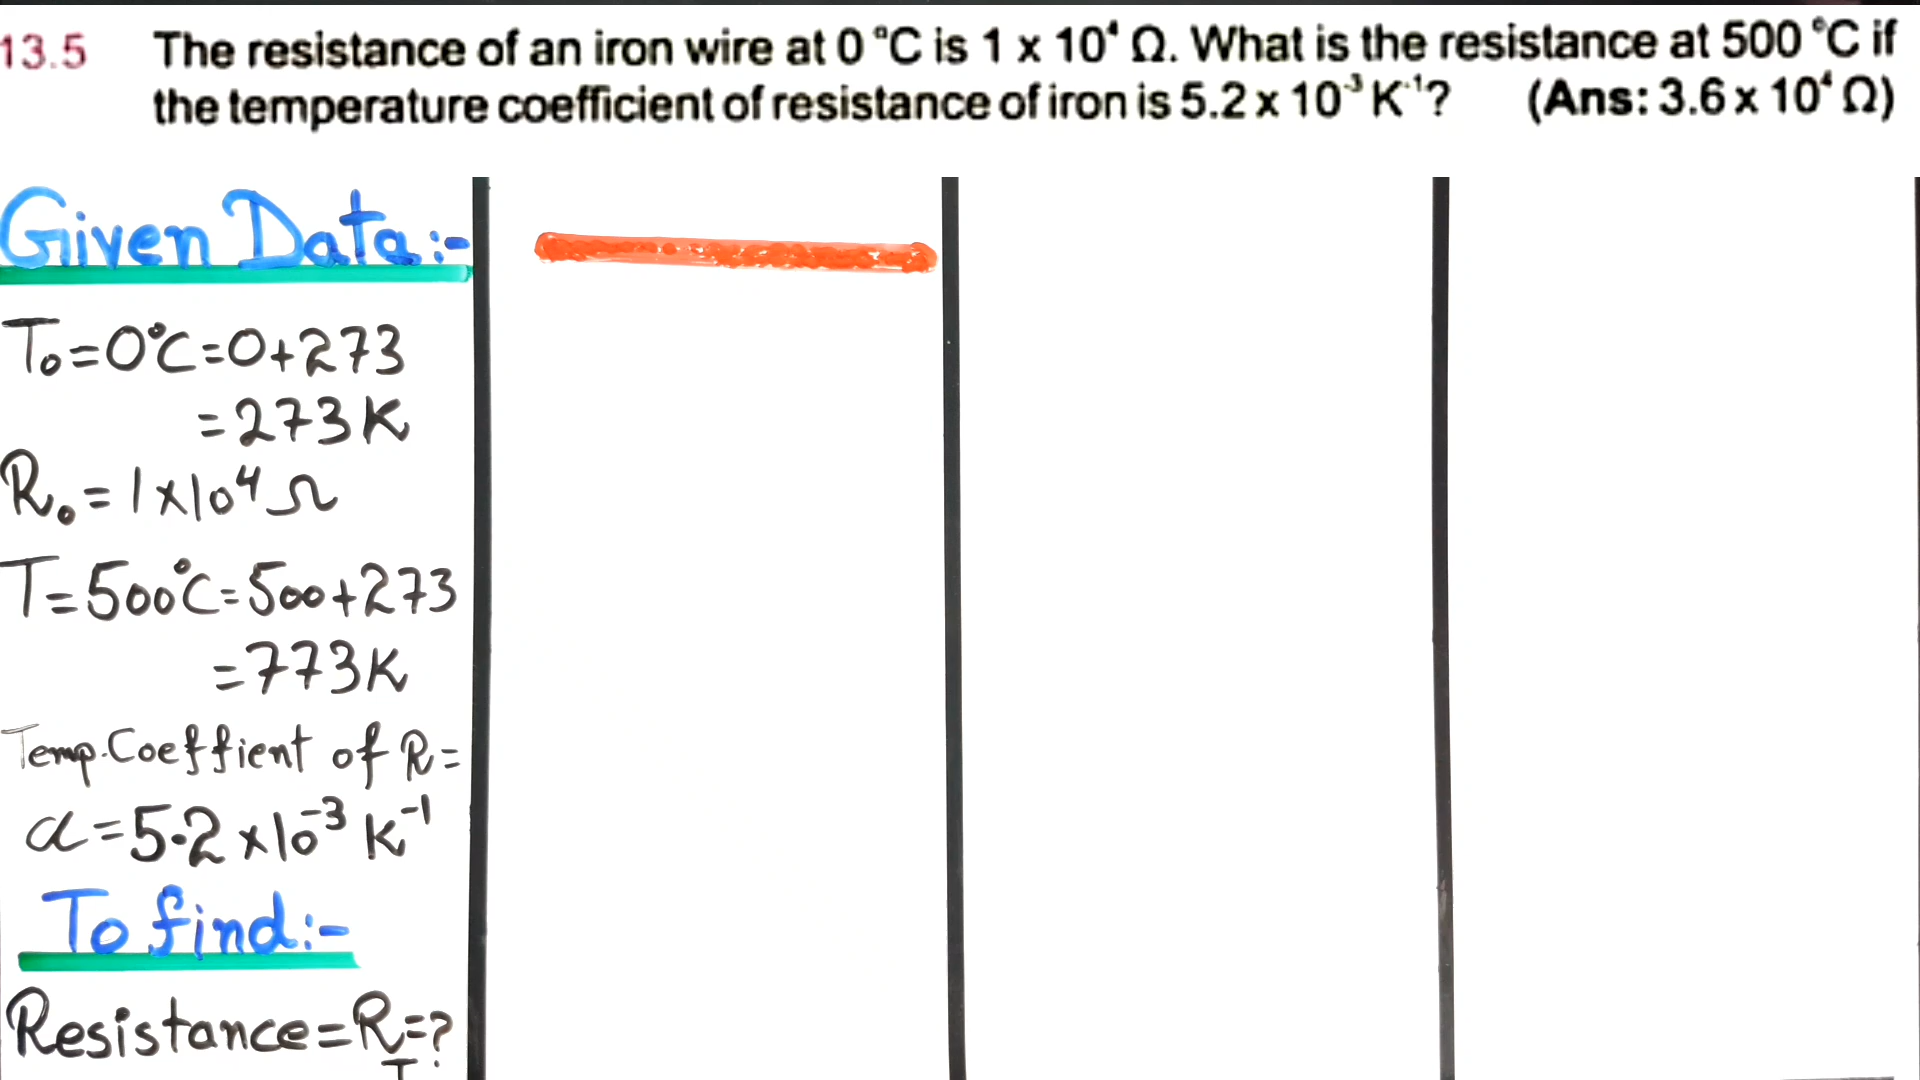 13.5 The resistance of an iron wire at 0 °C is 1 x 10⁴ Ω. What is the resistance at 500 °C if
the temperature coefficient of resistance of iron is 5.2 x 10⁻³ K⁻¹? (Ans: 3.6 x 10⁴ Ω)
Given Data:-
T₀=0°C=0+273
=273K
R₀=1×10⁴Ω
T=500°C=500+273
=773K
Temp.Coeffient of R=
α=5.2×10⁻³K⁻¹
To find:-
Resistance=R_T=?